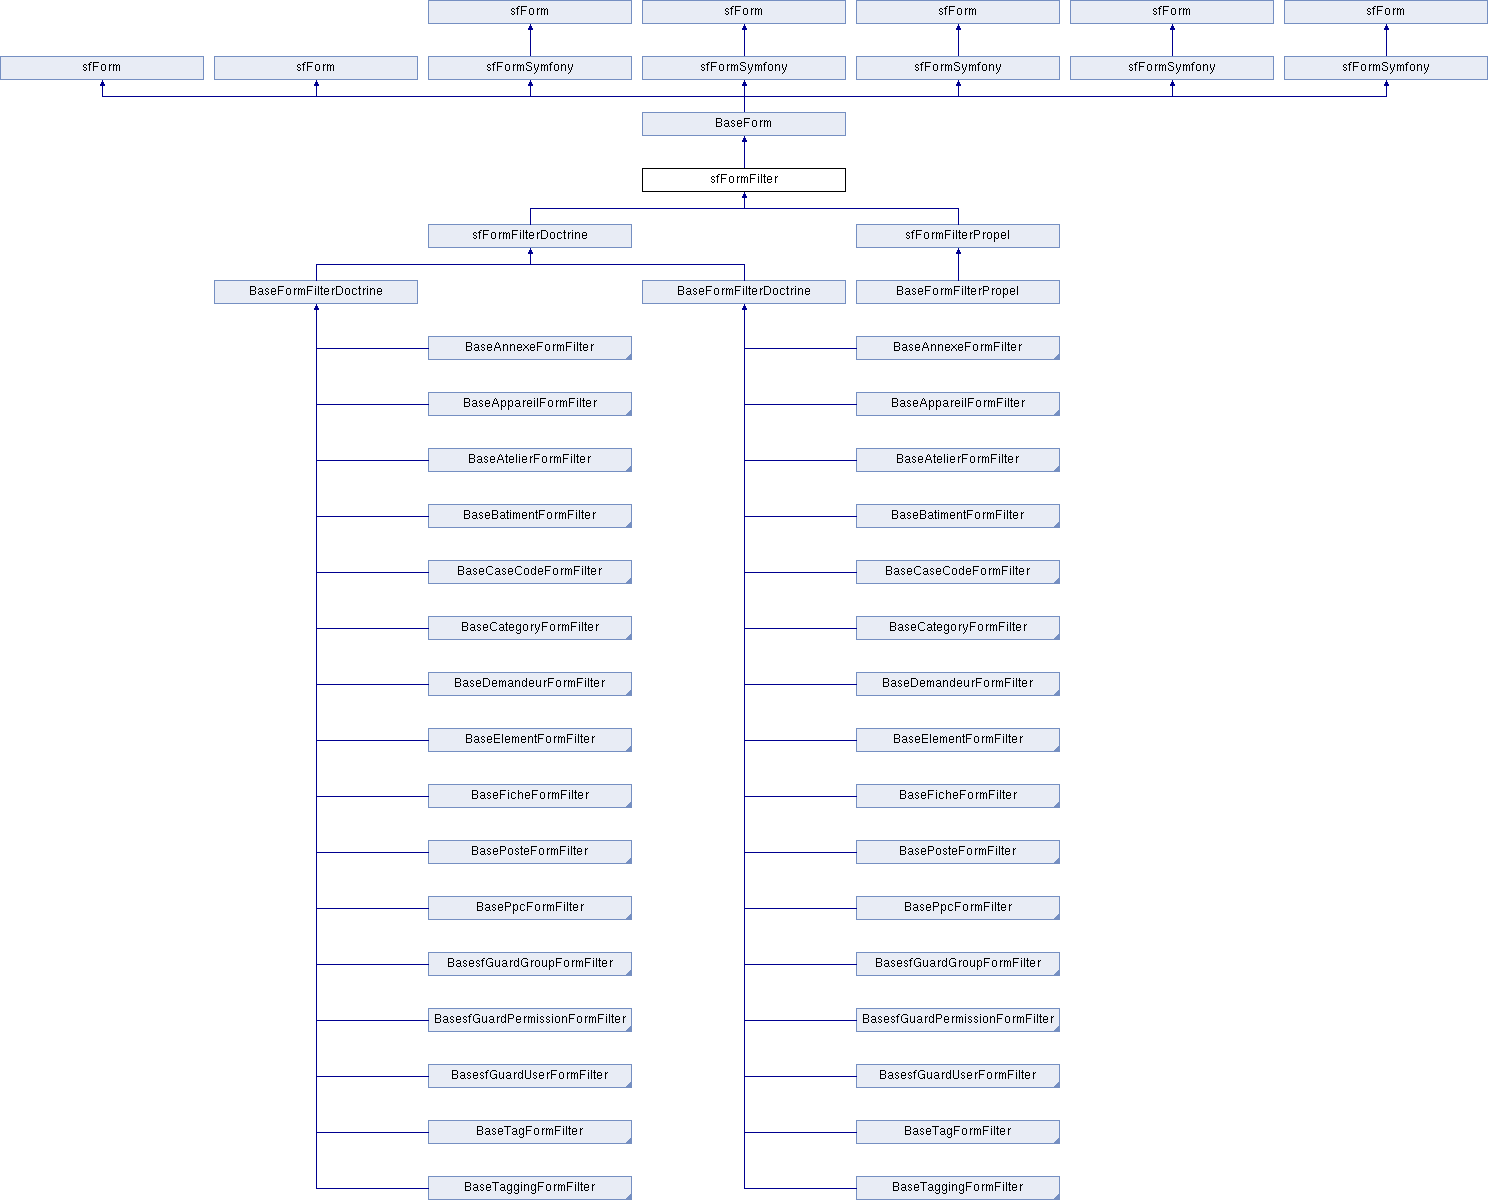 sfForm sfForm sfForm sfForm sfForm
sfForm sfForm sfFormSymfony sfFormSymfony sfFormSymfony sfFormSymfony sfFormSymfony
BaseForm
sfFormFilter
sfFormFilterDoctrine sfFormFilterPropel
BaseFormFilterDoctrine BaseFormFilterDoctrine BaseFormFilterPropel
BaseAnnexeFormFilter BaseAnnexeFormFilter
BaseAppareilFormFilter BaseAppareilFormFilter
BaseAtelierFormFilter BaseAtelierFormFilter
BaseBatimentFormFilter BaseBatimentFormFilter
BaseCaseCodeFormFilter BaseCaseCodeFormFilter
BaseCategoryFormFilter BaseCategoryFormFilter
BaseDemandeurFormFilter BaseDemandeurFormFilter
BaseElementFormFilter BaseElementFormFilter
BaseFicheFormFilter BaseFicheFormFilter
BasePosteFormFilter BasePosteFormFilter
BasePpcFormFilter BasePpcFormFilter
BasesfGuardGroupFormFilter BasesfGuardGroupFormFilter
BasesfGuardPermissionFormFilter BasesfGuardPermissionFormFilter
BasesfGuardUserFormFilter BasesfGuardUserFormFilter
BaseTagFormFilter BaseTagFormFilter
BaseTaggingFormFilter BaseTaggingFormFilter